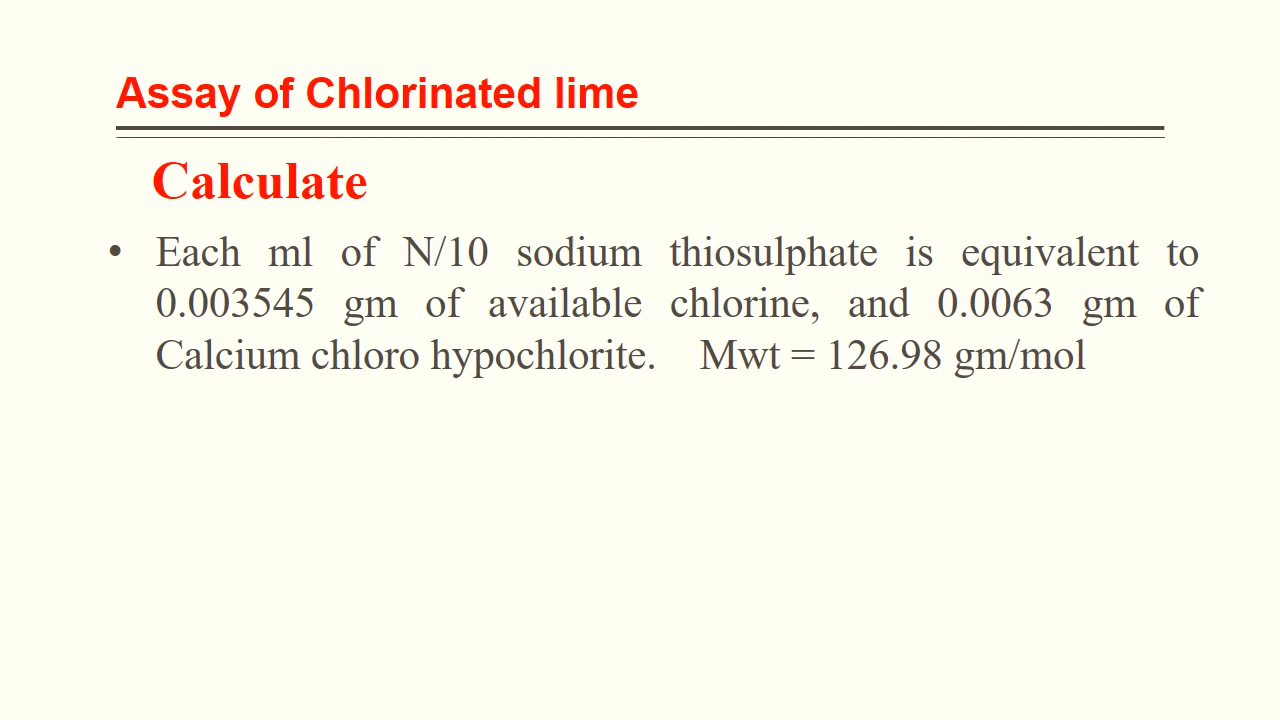 Assay of Chlorinated lime
Calculate
• Each ml of N/10 sodium thiosulphate is equivalent to
0.003545 gm of available chlorine, and 0.0063 gm of
Calcium chloro hypochlorite. Mwt = 126.98 gm/mol